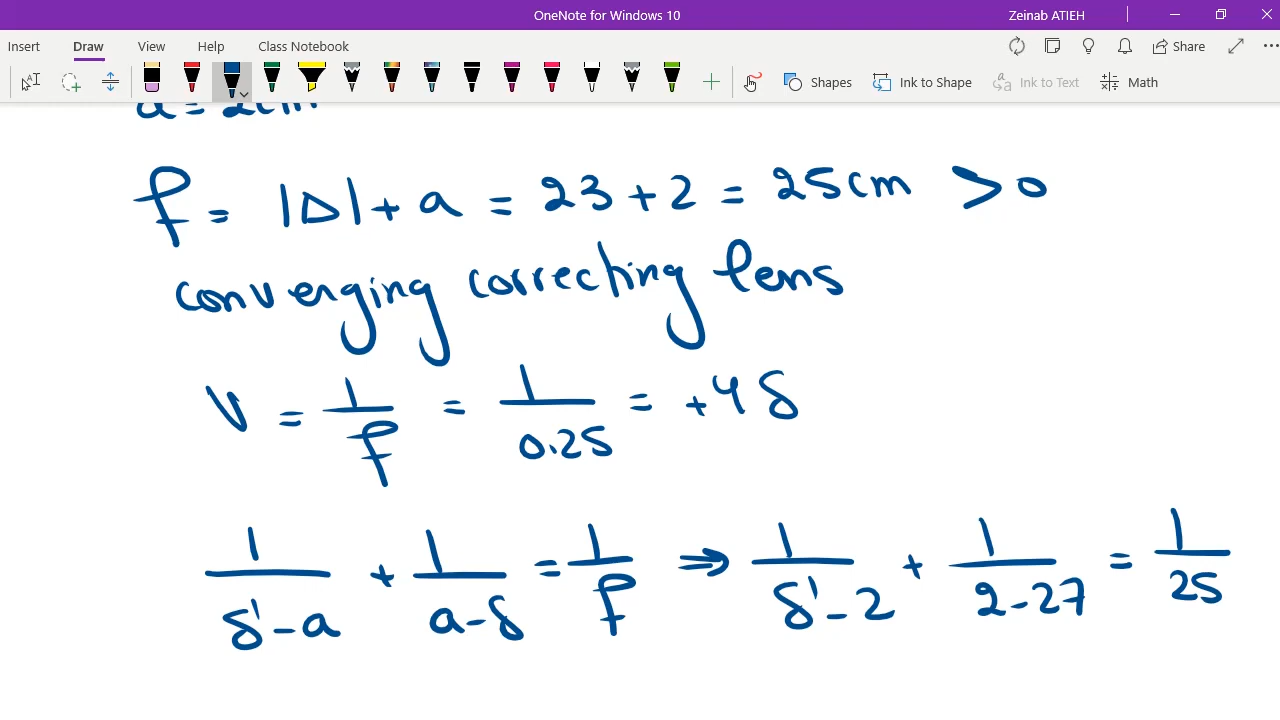 OneNote for Windows 10 Zeinab ATIEH
Insert Draw View Help Class Notebook Share
Shapes Ink to Shape Ink to Text Math
a = 2cm
f = |Δ| + a = 23 + 2 = 25cm > 0
converging correcting lens
V = 1/f = 1/0.25 = +4 δ
1/(δ' - a) + 1/(a - δ) = 1/f ⇒ 1/(δ' - 2) + 1/(2 - 27) = 1/25